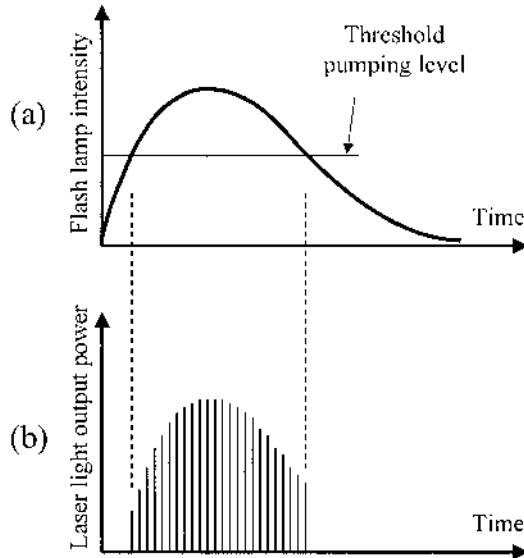 Threshold
pumping level
(a)
Flash lamp intensity
Time
(b)
Laser light output power
Time